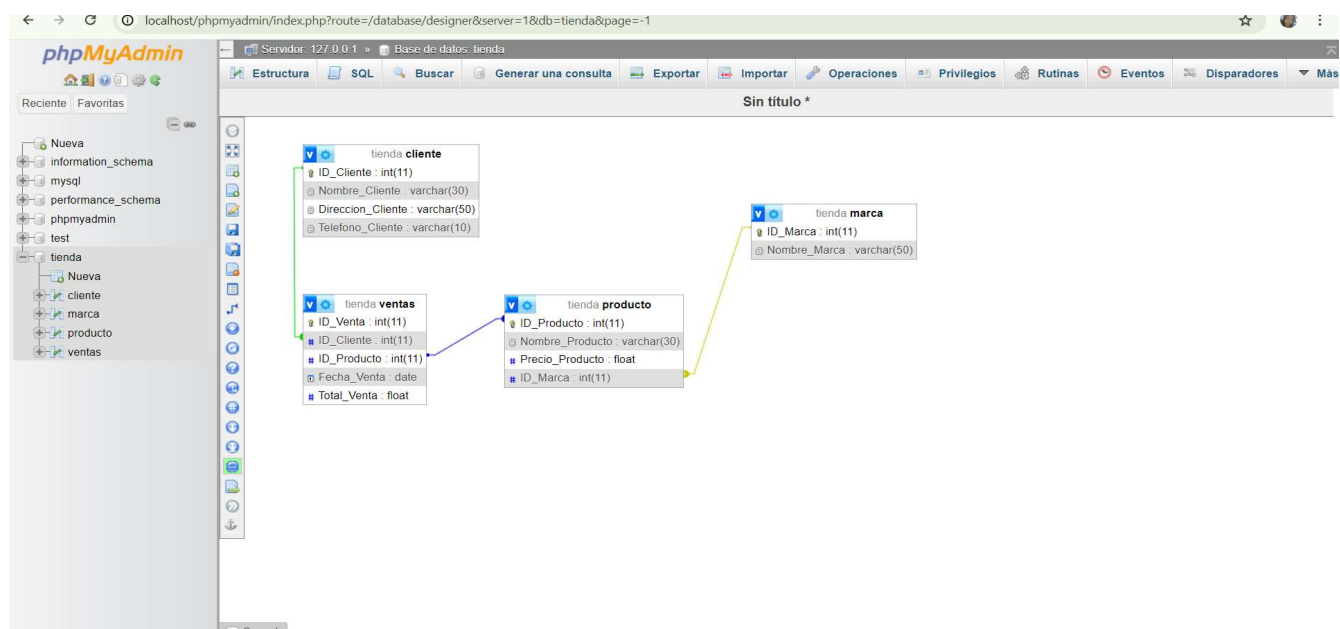 localhost/phpmyadmin/index.php?route=/database/designer&server=1&db=tienda&page=-1
phpMyAdmin
Reciente Favoritas
Nueva
information_schema
mysql
performance_schema
phpmyadmin
test
tienda
Nueva
cliente
marca
producto
ventas
Servidor: 127.0.0.1 » Base de datos: tienda
Estructura SQL Buscar Generar una consulta Exportar Importar Operaciones Privilegios Rutinas Eventos Disparadores Más
Sin título *
V tienda cliente
ID_Cliente : int(11)
Nombre_Cliente : varchar(30)
Direccion_Cliente : varchar(50)
Telefono_Cliente : varchar(10)
V tienda marca
ID_Marca : int(11)
Nombre_Marca : varchar(50)
V tienda ventas
ID_Venta : int(11)
# ID_Cliente : int(11)
# ID_Producto : int(11)
Fecha_Venta : date
# Total_Venta : float
V tienda producto
ID_Producto : int(11)
Nombre_Producto : varchar(30)
# Precio_Producto : float
# ID_Marca : int(11)